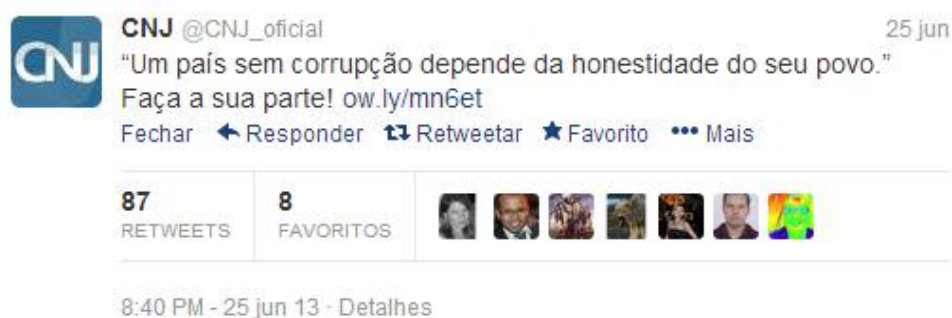 CNJ
CNJ @CNJ_oficial 25 jun
“Um país sem corrupção depende da honestidade do seu povo.”
Faça a sua parte! ow.ly/mn6et
Fechar Responder Retweetar Favorito Mais
87 8
RETWEETS FAVORITOS
8:40 PM - 25 jun 13 · Detalhes